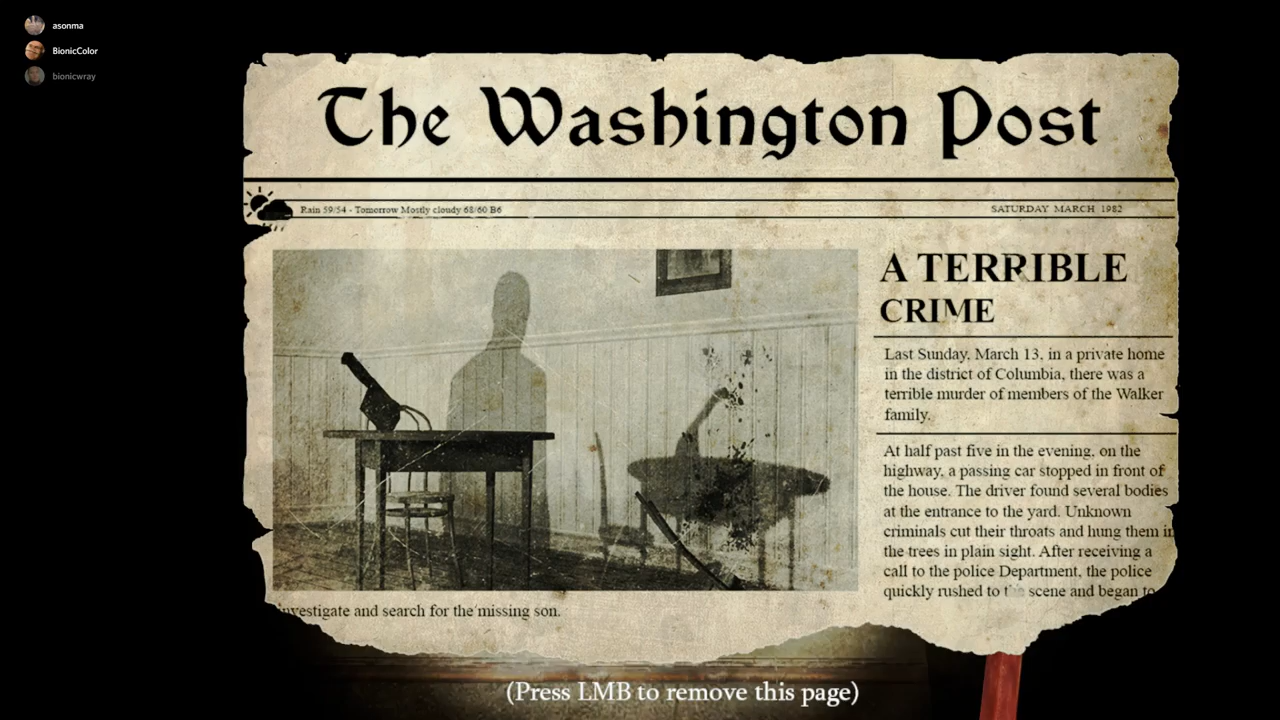 asonma
BionicColor
bionicwray
The Washington Post
Rain 59/54 - Tomorrow Mostly cloudy 68/60 B6
SATURDAY MARCH 1982
A TERRIBLE
CRIME
Last Sunday, March 13, in a private home
in the district of Columbia, there was a
terrible murder of members of the Walker
family.
At half past five in the evening, on the
highway, a passing car stopped in front of
the house. The driver found several bodies
at the entrance to the yard. Unknown
criminals cut their throats and hung them in
the trees in plain sight. After receiving a
call to the police Department, the police
quickly rushed to the scene and began to
investigate and search for the missing son.
(Press LMB to remove this page)